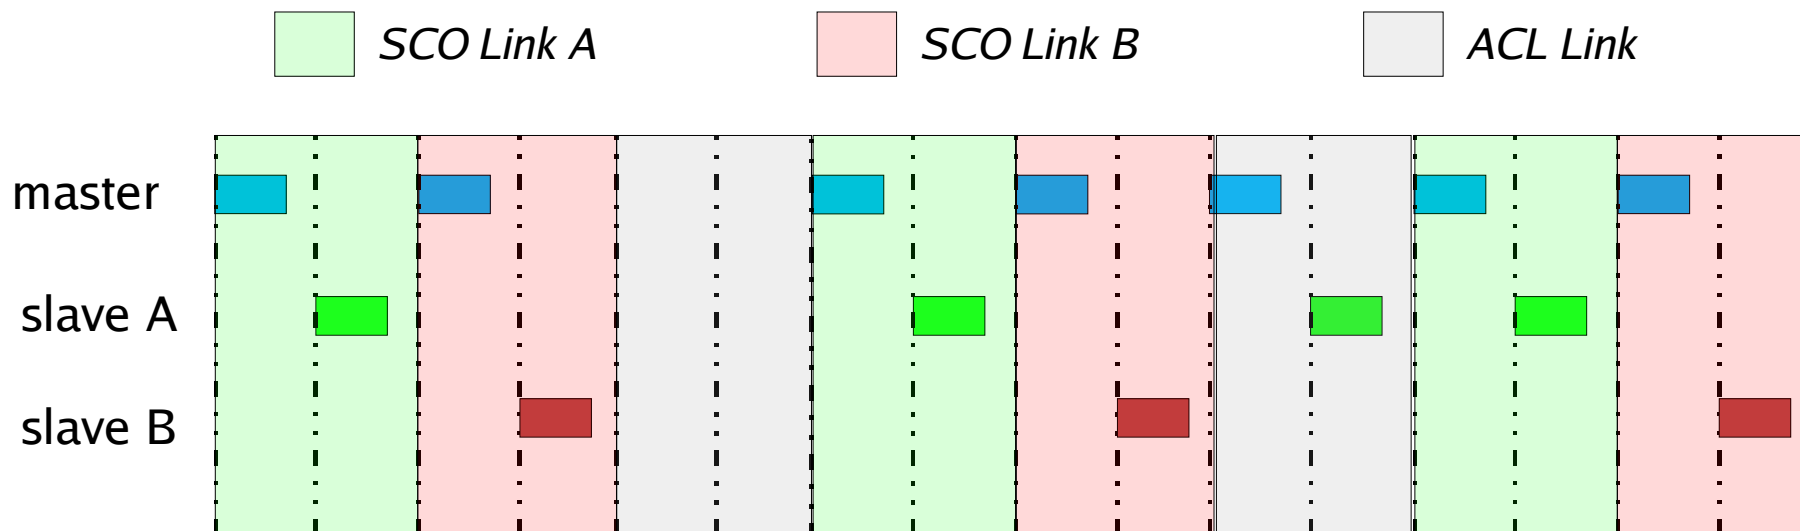 SCO Link A
SCO Link B
ACL Link
master
slave A
slave B